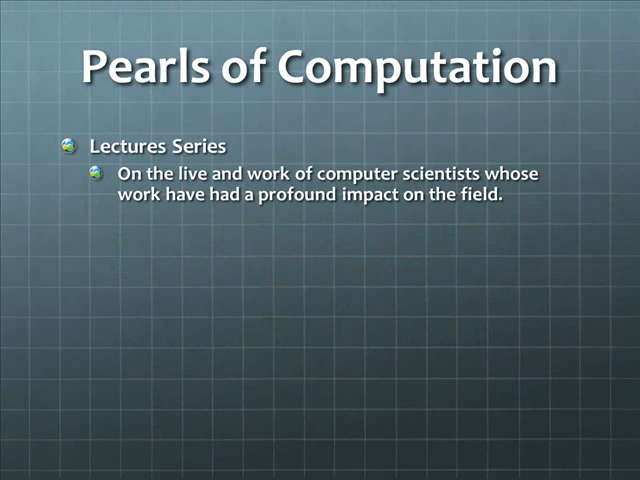 Pearls of Computation
Lectures Series
On the live and work of computer scientists whose
work have had a profound impact on the field.